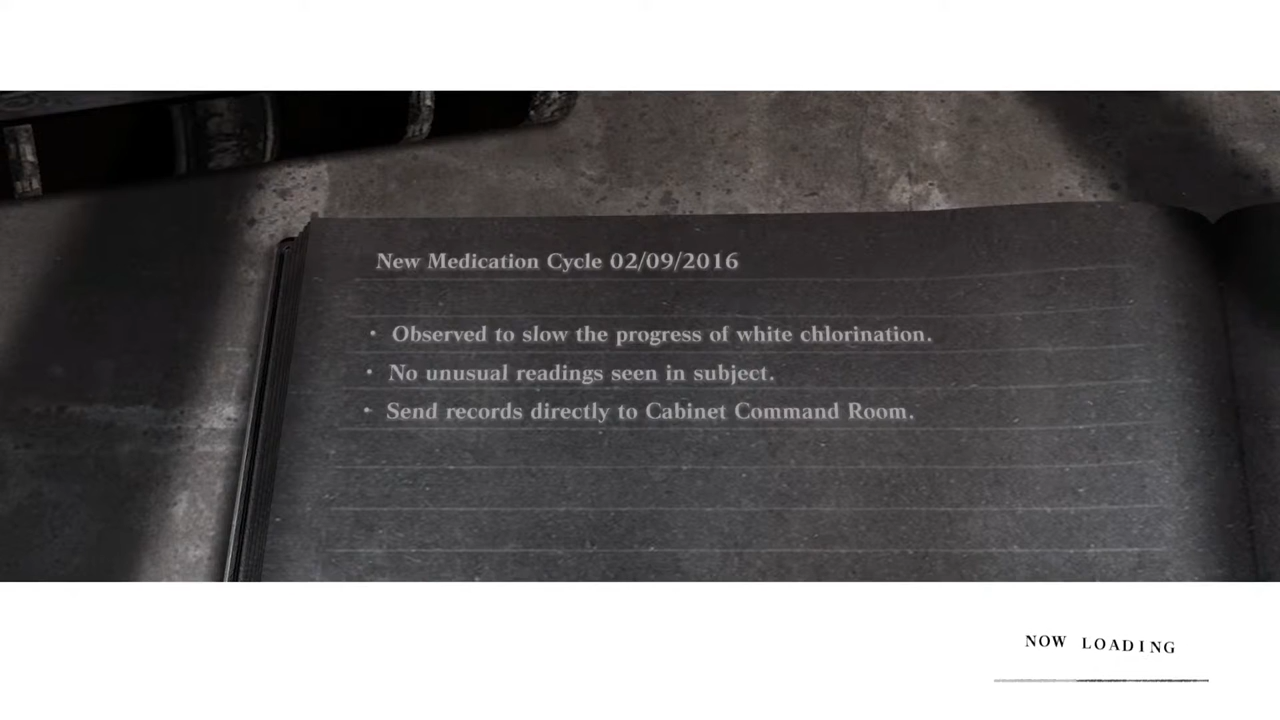 New Medication Cycle 02/09/2016
· Observed to slow the progress of white chlorination.
· No unusual readings seen in subject.
· Send records directly to Cabinet Command Room.
NOW LOADING